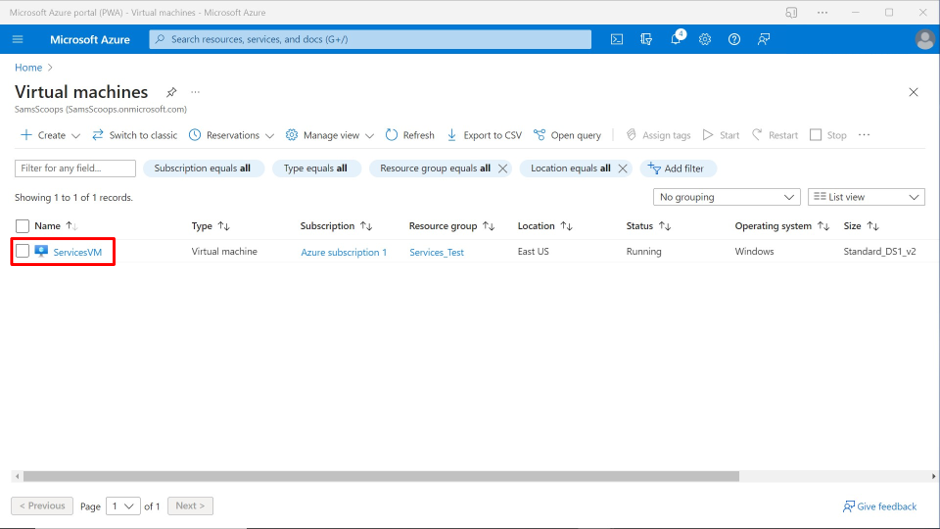 Microsoft Azure portal (PWA) - Virtual machines - Microsoft Azure
Microsoft Azure Search resources, services, and docs (G+/) 4
Home >
Virtual machines
SamsScoops (SamsScoops.onmicrosoft.com)
Create Switch to classic Reservations Manage view Refresh Export to CSV Open query Assign tags Start Restart Stop
Filter for any field... Subscription equals all Type equals all Resource group equals all Location equals all Add filter
Showing 1 to 1 of 1 records. No grouping List view
Name Type Subscription Resource group Location Status Operating system Size
ServicesVM Virtual machine Azure subscription 1 Services_Test East US Running Windows Standard_DS1_v2
< Previous Page 1 of 1 Next > Give feedback